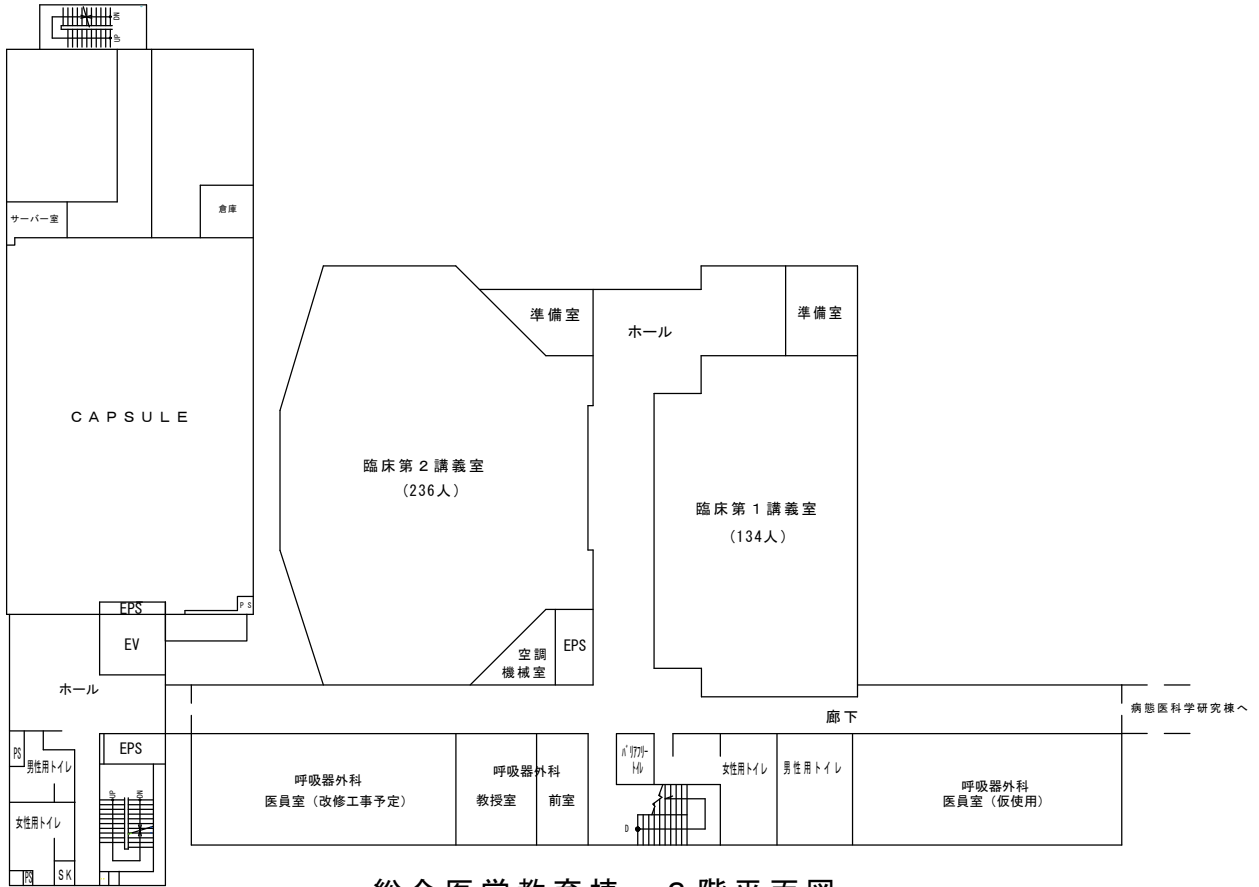 DN
UP
サーバー室
倉庫
準備室
ホール
準備室
CAPSULE
臨床第2講義室
(236人)
臨床第1講義室
(134人)
EPS
PS
EV
空調
機械室
EPS
ホール
廊下
病態医科学研究棟へ
PS
男性用トイレ
EPS
呼吸器外科
医員室（改修工事予定）
呼吸器外科
教授室
前室
バリアフリー
トイレ
女性用トイレ
男性用トイレ
呼吸器外科
医員室（仮使用）
女性用トイレ
UP
DN
D
PS
SK